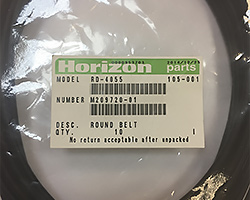 Horizon parts
MODEL RD-4055 105-001
NUMBER M209720-01
DESC. ROUND BELT
QTY. 10 1
No return acceptable after unpacked